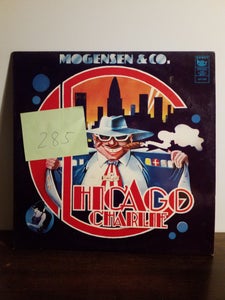 MOGENSEN & CO.
285
CHICAGO
CHARLIE